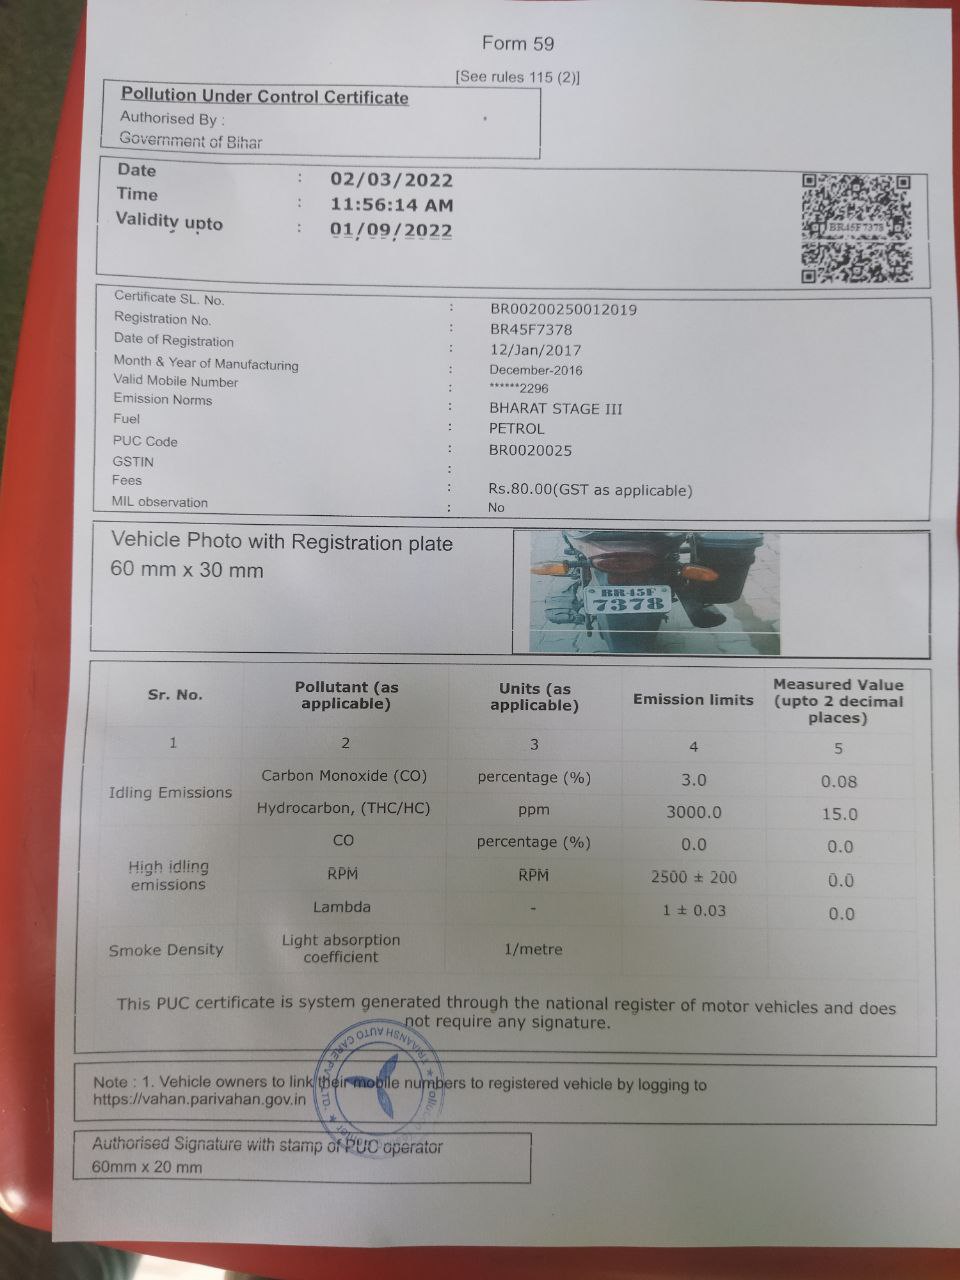 Form 59
[See rules 115 (2)]
Pollution Under Control Certificate
Authorised By :
Government of Bihar
Date : 02/03/2022
Time : 11:56:14 AM
Validity upto : 01/09/2022
BR45F7378
Certificate SL. No. : BR00200250012019
Registration No. : BR45F7378
Date of Registration : 12/Jan/2017
Month & Year of Manufacturing : December-2016
Valid Mobile Number : ******2296
Emission Norms : BHARAT STAGE III
Fuel : PETROL
PUC Code : BR0020025
GSTIN :
Fees : Rs.80.00(GST as applicable)
MIL observation : No
Vehicle Photo with Registration plate
60 mm x 30 mm
BR45F
7378
Sr. No. Pollutant (as applicable) Units (as applicable) Emission limits Measured Value (upto 2 decimal places)
1 2 3 4 5
Idling Emissions Carbon Monoxide (CO) percentage (%) 3.0 0.08
Hydrocarbon, (THC/HC) ppm 3000.0 15.0
High idling emissions CO percentage (%) 0.0 0.0
RPM RPM 2500 ± 200 0.0
Lambda - 1 ± 0.03 0.0
Smoke Density Light absorption coefficient 1/metre
This PUC certificate is system generated through the national register of motor vehicles and does
not require any signature.
Note : 1. Vehicle owners to link their mobile numbers to registered vehicle by logging to
https://vahan.parivahan.gov.in
Authorised Signature with stamp of PUC operator
60mm x 20 mm
AUTO CARE PVT. LTD.